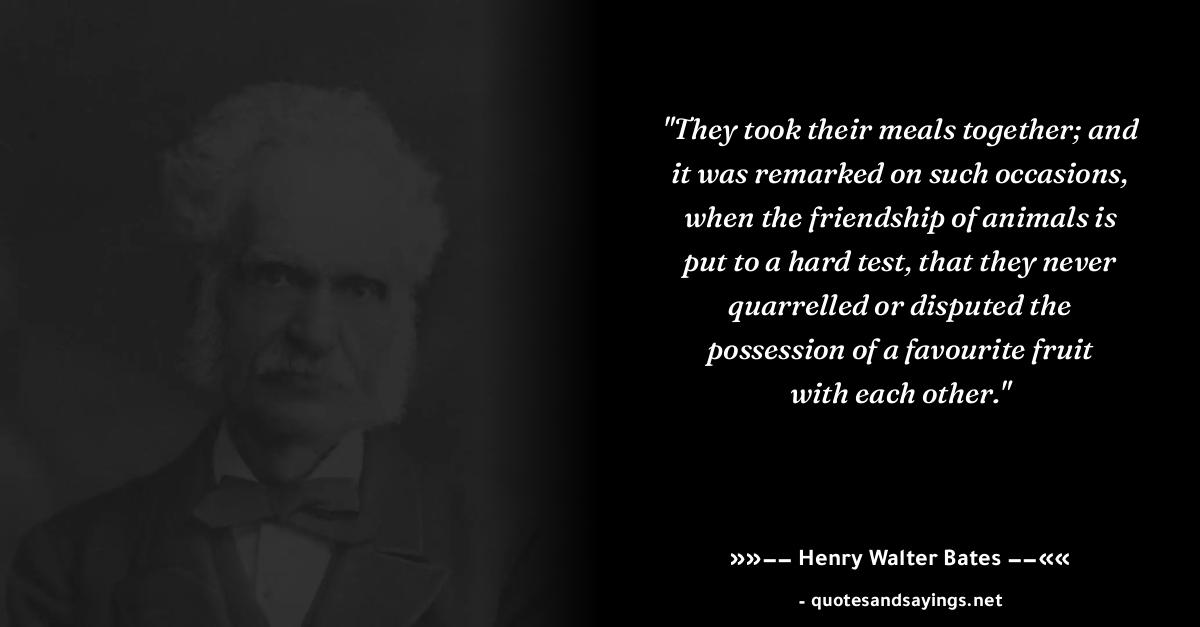 "They took their meals together; and
it was remarked on such occasions,
when the friendship of animals is
put to a hard test, that they never
quarrelled or disputed the
possession of a favourite fruit
with each other."
»»−− Henry Walter Bates −−««
- quotesandsayings.net